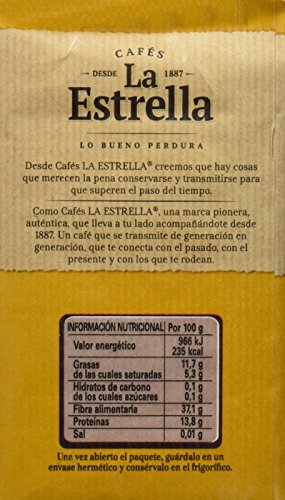 CAFÉS
DESDE La 1887
Estrella
LO BUENO PERDURA
Desde Cafés LA ESTRELLA® creemos que hay cosas
que merecen la pena conservarse y transmitirse para
que superen el paso del tiempo.
Como Cafés LA ESTRELLA®, una marca pionera,
auténtica, que lleva a tu lado acompañándote desde
1887. Un café que se transmite de generación en
generación, que te conecta con el pasado, con el
presente y con los que te rodean.
INFORMACIÓN NUTRICIONAL Por 100 g
Valor energético 966 kJ
235 kcal
Grasas 11,7 g
de las cuales saturadas 5,3 g
Hidratos de carbono 0,1 g
de los cuales azúcares 0,1 g
Fibra alimentaria 37,1 g
Proteínas 13,8 g
Sal 0,01 g
Une vez abierto el paquete, guárdalo en un
envase hermético y consérvalo en el frigorífico.